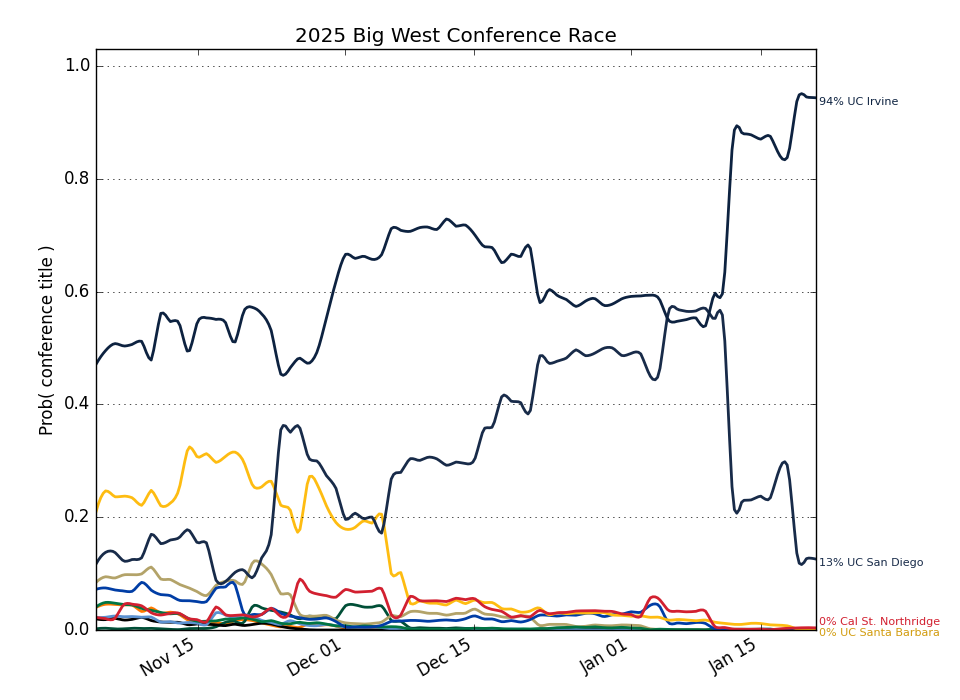 2025 Big West Conference Race
Prob( conference title )
1.0
0.8
0.6
0.4
0.2
0.0
Nov 15
Dec 01
Dec 15
Jan 01
Jan 15
94% UC Irvine
13% UC San Diego
0% Cal St. Northridge
0% UC Santa Barbara